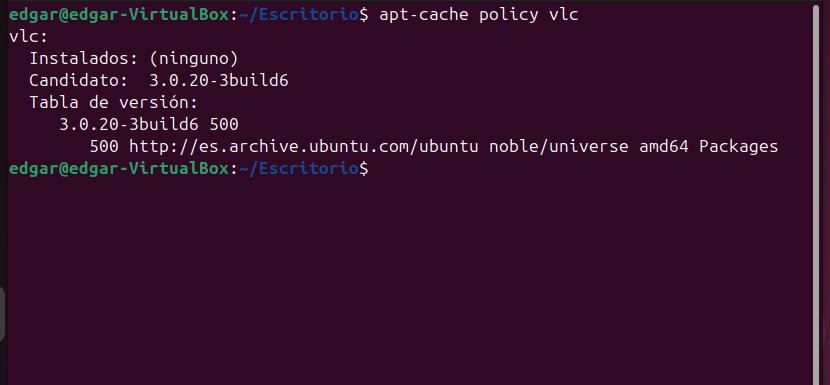 edgar@edgar-VirtualBox:~/Escritorio$ apt-cache policy vlc
vlc:
  Instalados: (ninguno)
  Candidato:  3.0.20-3build6
  Tabla de versión:
     3.0.20-3build6 500
        500 http://es.archive.ubuntu.com/ubuntu noble/universe amd64 Packages
edgar@edgar-VirtualBox:~/Escritorio$